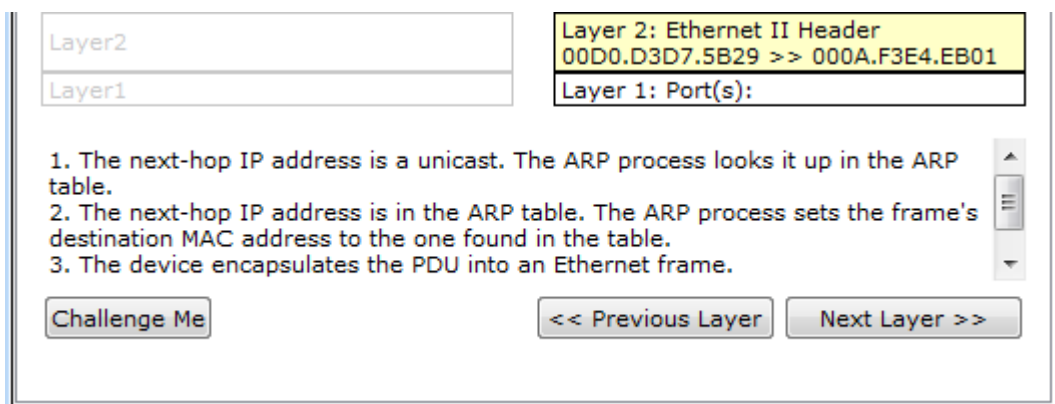 Layer2
Layer 2: Ethernet II Header
00D0.D3D7.5B29 >> 000A.F3E4.EB01
Layer1
Layer 1: Port(s):
1. The next-hop IP address is a unicast. The ARP process looks it up in the ARP
table.
2. The next-hop IP address is in the ARP table. The ARP process sets the frame's
destination MAC address to the one found in the table.
3. The device encapsulates the PDU into an Ethernet frame.
Challenge Me
<< Previous Layer
Next Layer >>